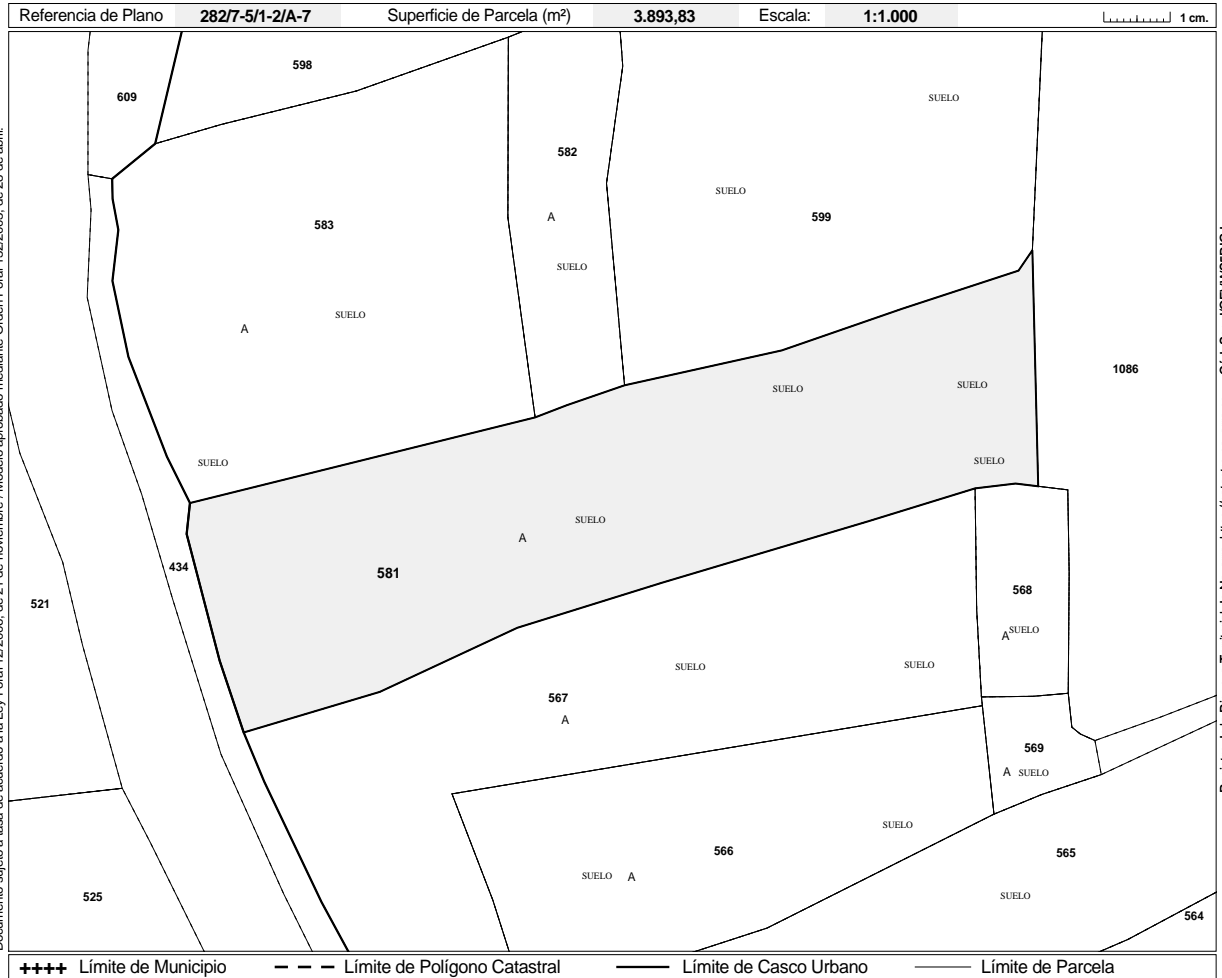 Referencia de Plano 282/7-5/1-2/A-7 Superficie de Parcela (m²) 3.893,83 Escala: 1:1.000 1 cm.
598
609
SUELO
582
SUELO
583
A
599
SUELO
SUELO
A
1086
SUELO
SUELO
SUELO
SUELO
SUELO
A
434
581
568
521
SUELO
A
SUELO
SUELO
567
A
569
A SUELO
SUELO
566
565
SUELO A
525
SUELO
564
++++ Límite de Municipio
Límite de Polígono Catastral
Límite de Casco Urbano
Límite de Parcela